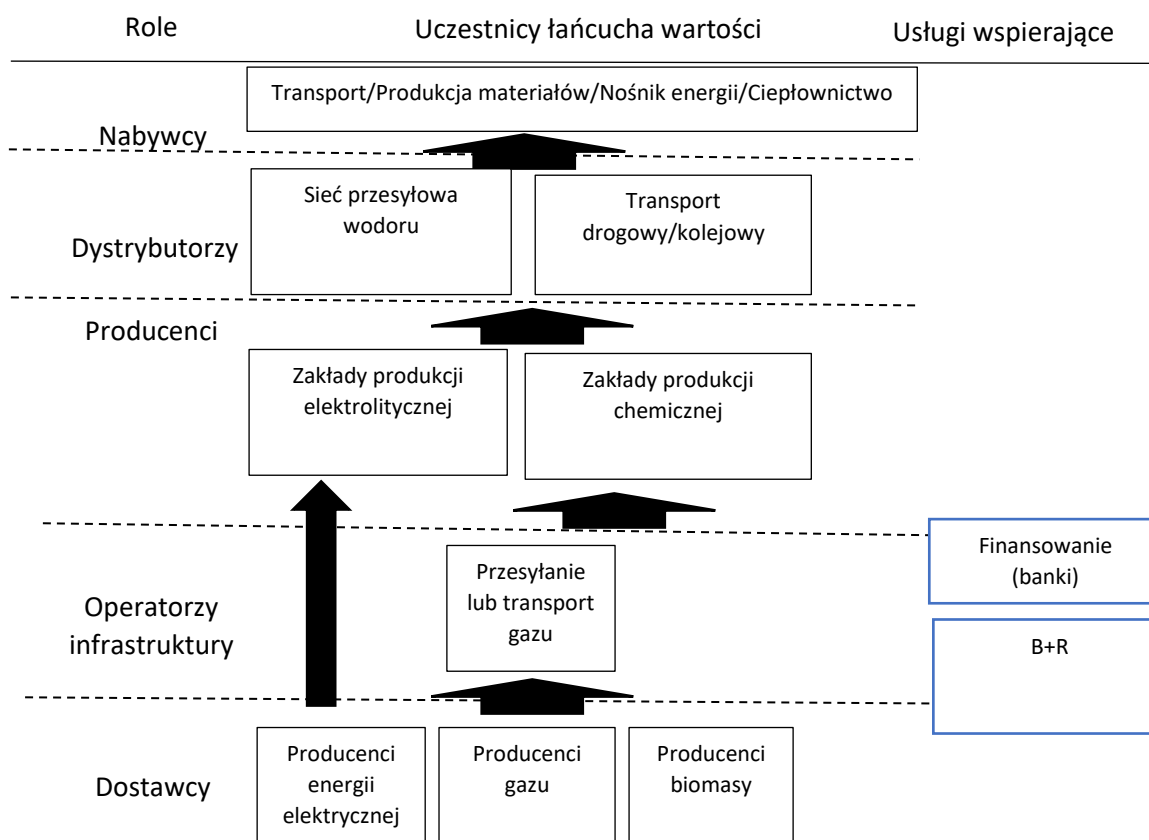 Role
Uczestnicy łańcucha wartości
Usługi wspierające
Transport/Produkcja materiałów/Nośnik energii/Ciepłownictwo
Nabywcy
Sieć przesyłowa
wodoru
Transport
drogowy/kolejowy
Dystrybutorzy
Producenci
Zakłady produkcji
elektrolitycznej
Zakłady produkcji
chemicznej
Finansowanie
(banki)
Przesyłanie
lub transport
gazu
Operatorzy
infrastruktury
B+R
Producenci
energii
elektrycznej
Producenci
gazu
Producenci
biomasy
Dostawcy